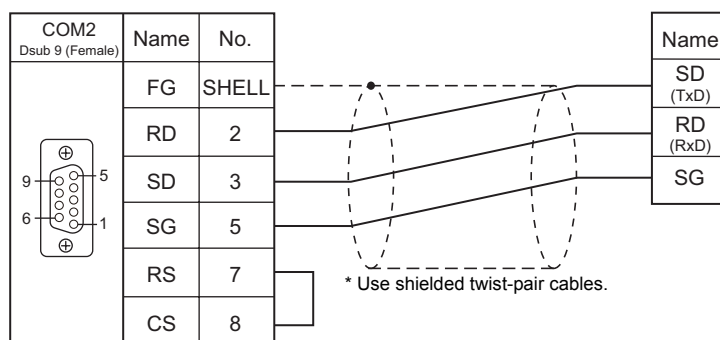 COM2
Dsub 9 (Female)
Name
No.
Name
FG
SHELL
SD
(TxD)
RD
2
RD
(RxD)
SD
3
SG
9
5
6
1
SG
5
RS
7
* Use shielded twist-pair cables.
CS
8